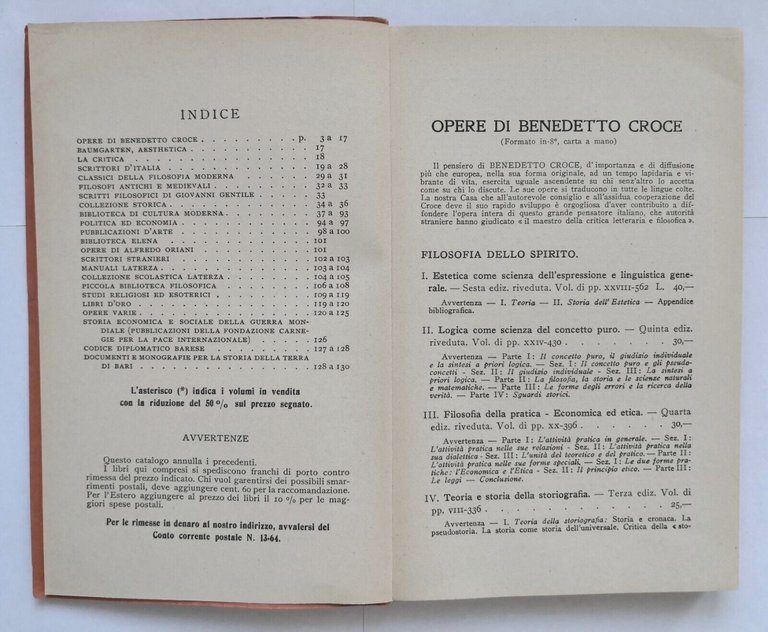 INDICE
OPERE DI BENEDETTO CROCE . . . . . . . . . p. 3 a 17
BAUMGARTEN, AESTHETICA . . . . . . . . . . 17
LA CRITICA . . . . . . . . . . 18
SCRITTORI D'ITALIA . . . . . . . . . . 19 a 28
CLASSICI DELLA FILOSOFIA MODERNA . . . . . . . . 29 a 31
FILOSOFI ANTICHI E MEDIEVALI . . . . . . . . . 32 a 33
SCRITTI FILOSOFICI DI GIOVANNI GENTILE . . . . . . 33
COLLEZIONE STORICA . . . . . . . . . . 34 a 36
BIBLIOTECA DI CULTURA MODERNA . . . . . . . . . 37 a 93
POLITICA ED ECONOMIA . . . . . . . . . . 94 a 97
PUBBLICAZIONI D'ARTE . . . . . . . . . . 98 a 100
BIBLIOTECA ELENA . . . . . . . . . . 101
OPERE DI ALFREDO ORIANI . . . . . . . . . . 101
SCRITTORI STRANIERI . . . . . . . . . . 102 a 103
MANUALI LATERZA . . . . . . . . . . 103 a 104
COLLEZIONE SCOLASTICA LATERZA . . . . . . . . 104 a 105
PICCOLA BIBLIOTECA FILOSOFICA . . . . . . . . 106 a 108
STUDI RELIGIOSI ED ESOTERICI . . . . . . . . 109 a 119
LIBRI D'ORO . . . . . . . . . . 119 a 120
OPERE VARIE . . . . . . . . . . 120 a 125
STORIA ECONOMICA E SOCIALE DELLA GUERRA MON-
DIALE (PUBBLICAZIONI DELLA FONDAZIONE CARNE-
GIE PER LA PACE INTERNAZIONALE) . . . . . 126
CODICE DIPLOMATICO BARESE . . . . . . . . . 127 a 128
DOCUMENTI E MONOGRAFIE PER LA STORIA DELLA TERRA
DI BARI . . . . . . . . . . 128 a 130
L'asterisco (*) indica i volumi in vendita
con la riduzione del 50 % sul prezzo segnato.
AVVERTENZE
Questo catalogo annulla i precedenti.
I libri qui compresi si spediscono franchi di porto contro
rimessa del prezzo indicato. Chi vuol garentirsi dei possibili smar-
rimenti postali, deve aggiungere cent. 60 per la raccomandazione.
Per l'Estero aggiungere al prezzo dei libri il 10 % per le mag-
giori spese postali.
Per le rimesse in denaro al nostro indirizzo, avvalersi del
Conto corrente postale N. 13-64.
OPERE DI BENEDETTO CROCE
(Formato in-8º, carta a mano)
Il pensiero di BENEDETTO CROCE, d'importanza e di diffusione
più che europea, nella sua forma originale, ad un tempo lapidaria e vi-
brante di vita, esercita uguale ascendente su chi senz'altro lo accetta
come su chi lo discute. Le sue opere si traducono in tutte le lingue colte.
La nostra Casa che all'autorevole consiglio e all'assidua cooperazione del
Croce deve il suo rapido sviluppo è orgogliosa d'aver contribuito a dif-
fondere l'opera intera di questo grande pensatore italiano, che autorità
straniere hanno giudicato « il maestro della critica letteraria e filosofica ».
FILOSOFIA DELLO SPIRITO.
I. Estetica come scienza dell'espressione e linguistica gene-
rale. — Sesta ediz. riveduta. Vol. di pp. XXVIII-562 L. 40,—
Avvertenza — I. Teoria — II. Storia dell'Estetica — Appendice
bibliografica.
II. Logica come scienza del concetto puro. — Quinta ediz.
riveduta. Vol. di pp. XXIV-430 . . . . . . 30,—
Avvertenza — Parte I: Il concetto puro, il giudizio individuale
e la sintesi a priori logica. — Sez. I: Il concetto puro e gli pseudo-
concetti - Sez. II: Il giudizio individuale - Sez. III: La sintesi a
priori logica. — Parte II: La filosofia, la storia e le scienze naturali
e matematiche. — Parte III: Le forme degli errori e la ricerca della
verità. — Parte IV: Sguardi storici.
III. Filosofia della pratica - Economica ed etica. — Quarta
ediz. riveduta. Vol. di pp. XX-396 . . . . . 30,—
Avvertenza — Parte I: L'attività pratica in generale. — Sez. I:
L'attività pratica nelle sue relazioni - Sez. II: L'attività pratica nella
sua dialettica - Sez. III: L'unità del teoretico e del pratico. — Parte II:
L'attività pratica nelle sue forme speciali. — Sez. I: Le due forme pra-
tiche: l'Economica e l'Etica - Sez. II: Il principio etico. — Parte III:
Le leggi — Conclusione.
IV. Teoria e storia della storiografia. — Terza ediz. Vol. di
pp. VIII-336 . . . . . . . . . . 25,—
Avvertenza — I. Teoria della storiografia: Storia e cronaca. La
pseudostoria. La storia come storia dell'universale. Critica della « sto-